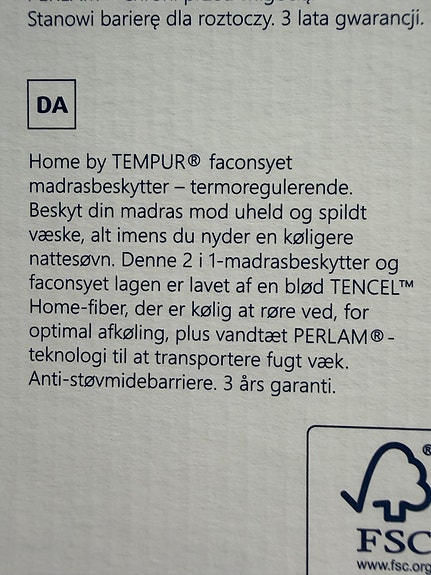 Stanowi barierę dla roztoczy. 3 lata gwarancji.
DA
Home by TEMPUR® faconsyet
madrasbeskytter – termoregulerende.
Beskyt din madras mod uheld og spildt
væske, alt imens du nyder en køligere
nattesøvn. Denne 2 i 1-madrasbeskytter og
faconsyet lagen er lavet af en blød TENCEL™
Home-fiber, der er kølig at røre ved, for
optimal afkøling, plus vandtæt PERLAM®-
teknologi til at transportere fugt væk.
Anti-støvmidebarriere. 3 års garanti.
®
FSC
www.fsc.org